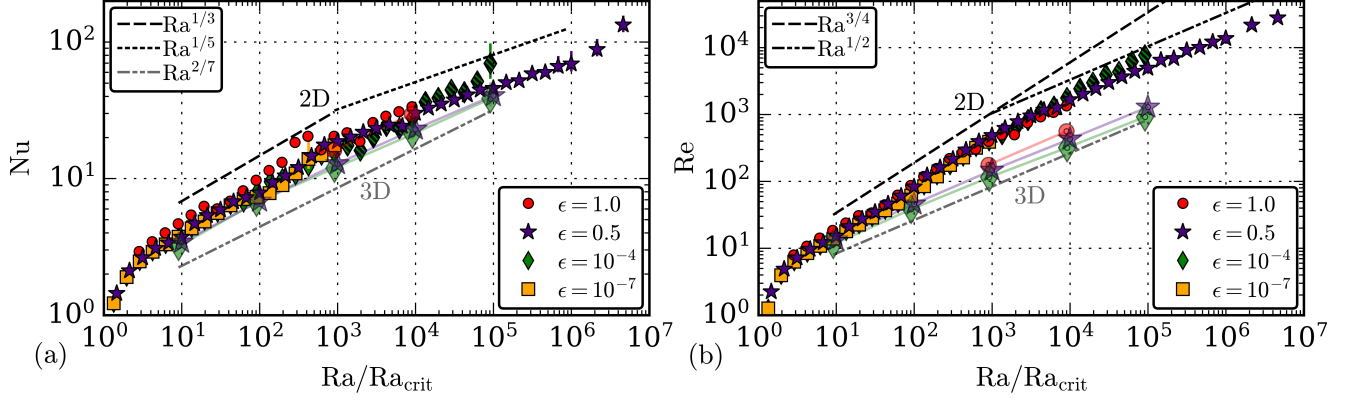 Ra^{1/3}
Ra^{1/5}
Ra^{2/7}
2D
3D
ϵ = 1.0
ϵ = 0.5
ϵ = 10^{-4}
ϵ = 10^{-7}
Nu
10^2
10^1
10^0
10^0 10^1 10^2 10^3 10^4 10^5 10^6 10^7
(a)
Ra/Ra_{crit}
Ra^{3/4}
Ra^{1/2}
2D
3D
ϵ = 1.0
ϵ = 0.5
ϵ = 10^{-4}
ϵ = 10^{-7}
Re
10^4
10^3
10^2
10^1
10^0
10^0 10^1 10^2 10^3 10^4 10^5 10^6 10^7
(b)
Ra/Ra_{crit}